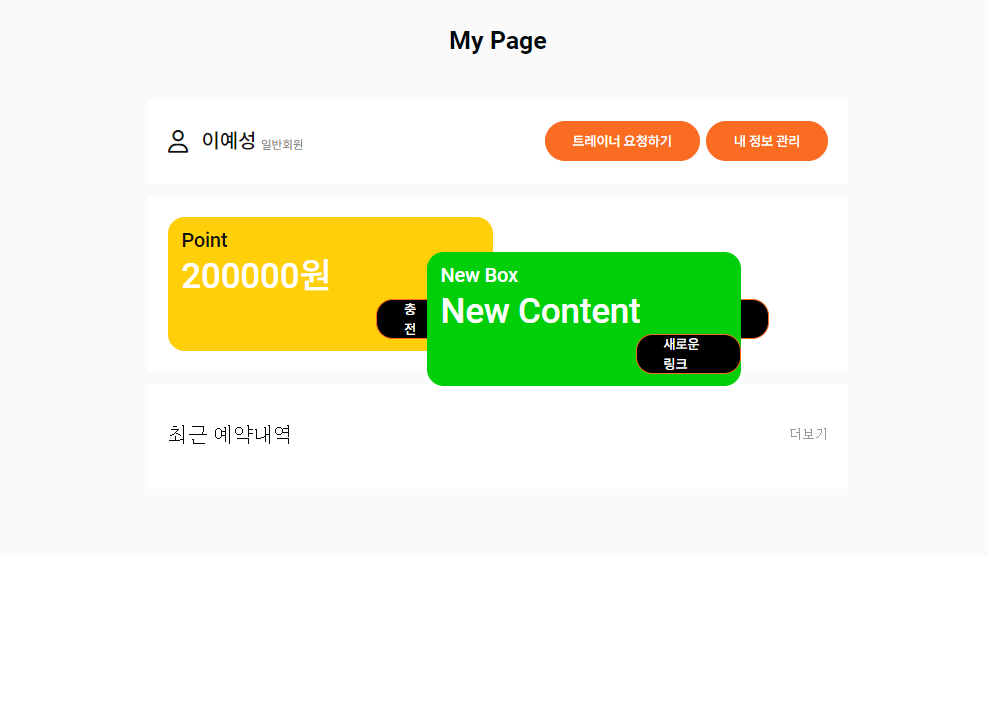 My Page
이예성 일반회원
트레이너 요청하기
내 정보 관리
Point
200000원
충
전
New Box
New Content
새로운
링크
최근 예약내역
더보기